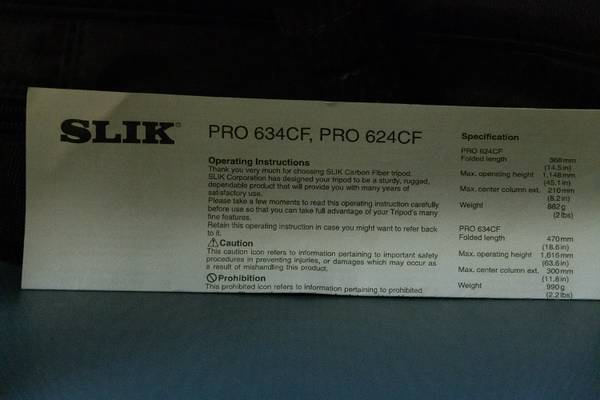 SLIK®
PRO 634CF, PRO 624CF
Operating Instructions
Thank you very much for choosing SLIK Carbon Fiber tripod.
SLIK Corporation has designed your tripod to be a sturdy, rugged,
dependable product that will provide you with many years of
satisfactory use.
Please take a few moments to read this operating instruction carefully
before use so that you can take full advantage of your Tripod's many
fine features.
Retain this operating instruction in case you might want to refer back
to it.
Caution
This caution icon refers to information pertaining to important safety
procedures in preventing injuries, or damages which may occur as
a result of mishandling this product.
Prohibition
This prohibited icon refers to information pertaining to prohibited
Specification
PRO 624CF
Folded length 368mm
(14.5in)
Max. operating height 1,148mm
(45.1in)
Max. center column ext. 210mm
(8.2in)
Weight 882g
(2lbs)
PRO 634CF
Folded length 470mm
(18.6in)
Max. operating height 1,616mm
(63.6in)
Max. center column ext. 300mm
(11.8in)
Weight 990g
(2.2lbs)